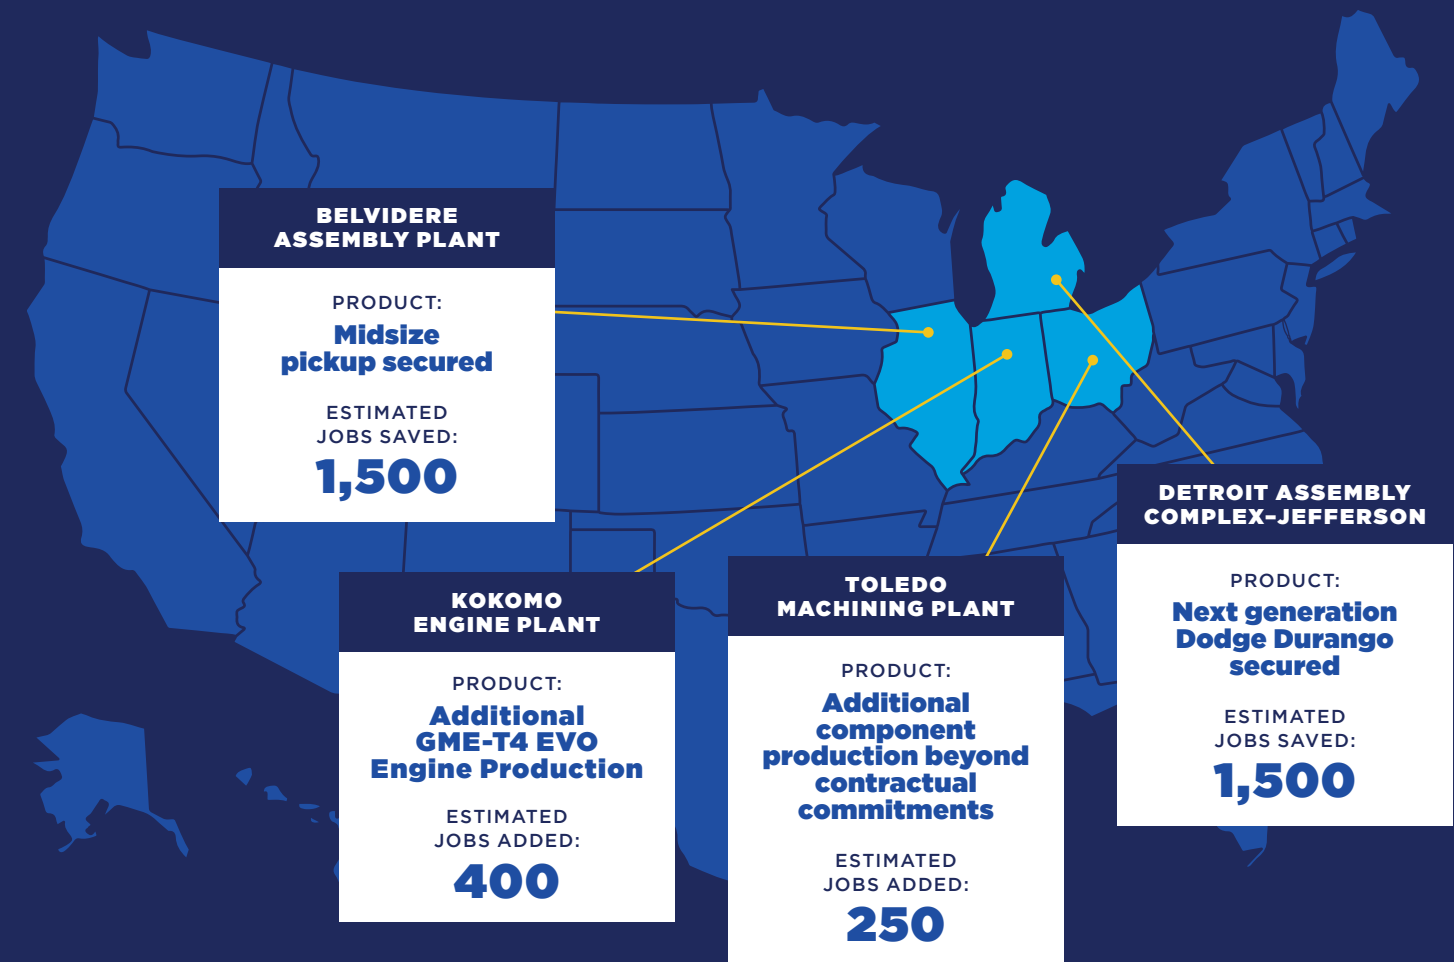 BELVIDERE
ASSEMBLY PLANT
PRODUCT:
Midsize
pickup secured
ESTIMATED
JOBS SAVED:
1,500
KOKOMO
ENGINE PLANT
PRODUCT:
Additional
GME-T4 EVO
Engine Production
ESTIMATED
JOBS ADDED:
400
TOLEDO
MACHINING PLANT
PRODUCT:
Additional
component
production beyond
contractual
commitments
ESTIMATED
JOBS ADDED:
250
DETROIT ASSEMBLY
COMPLEX–JEFFERSON
PRODUCT:
Next generation
Dodge Durango
secured
ESTIMATED
JOBS SAVED:
1,500